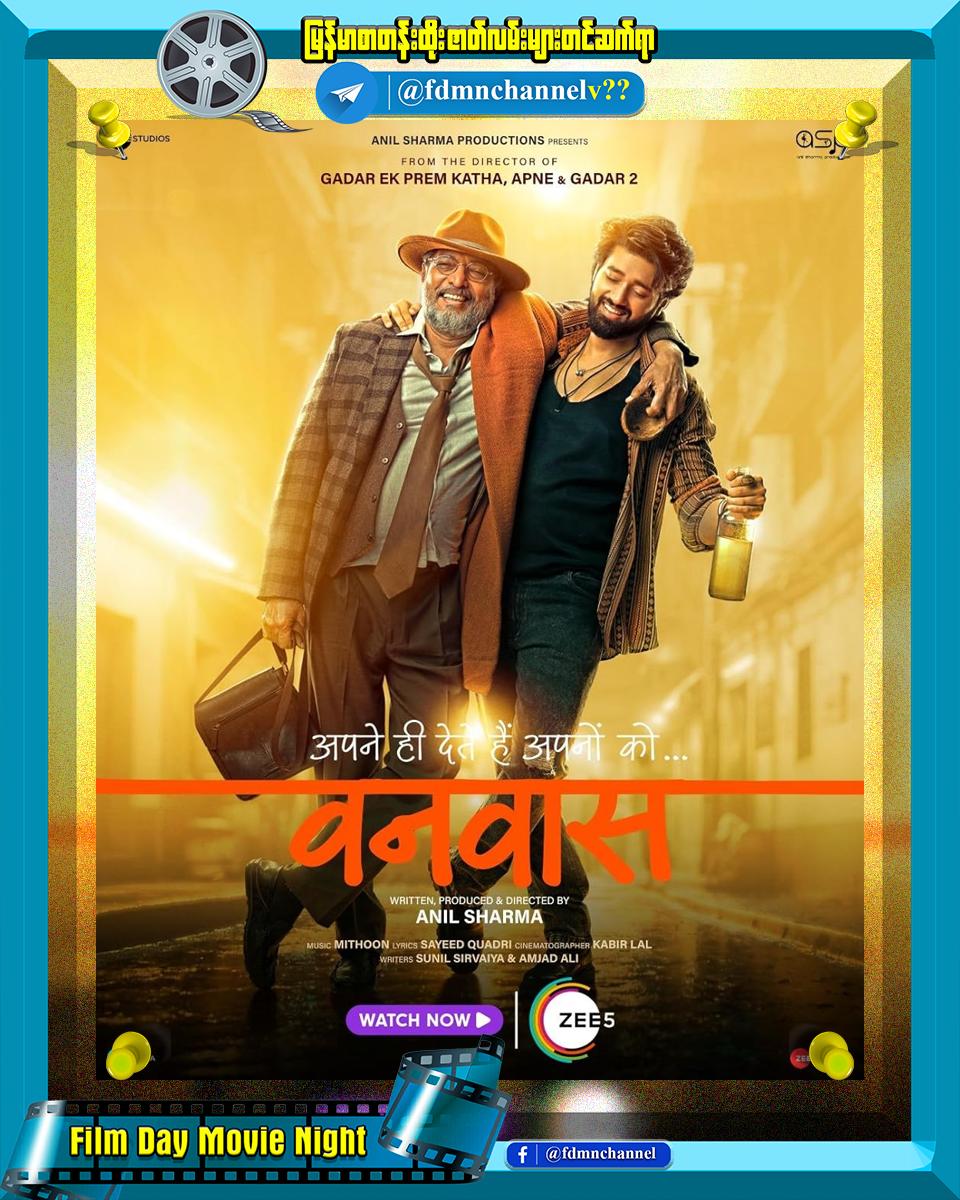 မြန်မာစာတန်းထိုးဇာတ်လမ်းများတင်ဆက်ရာ
@fdmnchannelv??
ANIL SHARMA PRODUCTIONS PRESENTS
FROM THE DIRECTOR OF
GADAR EK PREM KATHA, APNE & GADAR 2
अपने ही देते हैं अपनों को...
वनवास
WRITTEN, PRODUCED & DIRECTED BY
ANIL SHARMA
MUSIC MITHOON LYRICS SAYEED QUADRI CINEMATOGRAPHER KABIR LAL
WRITERS SUNIL SIRVAIYA & AMJAD ALI
WATCH NOW
ZEE5
Film Day Movie Night
@fdmnchannel